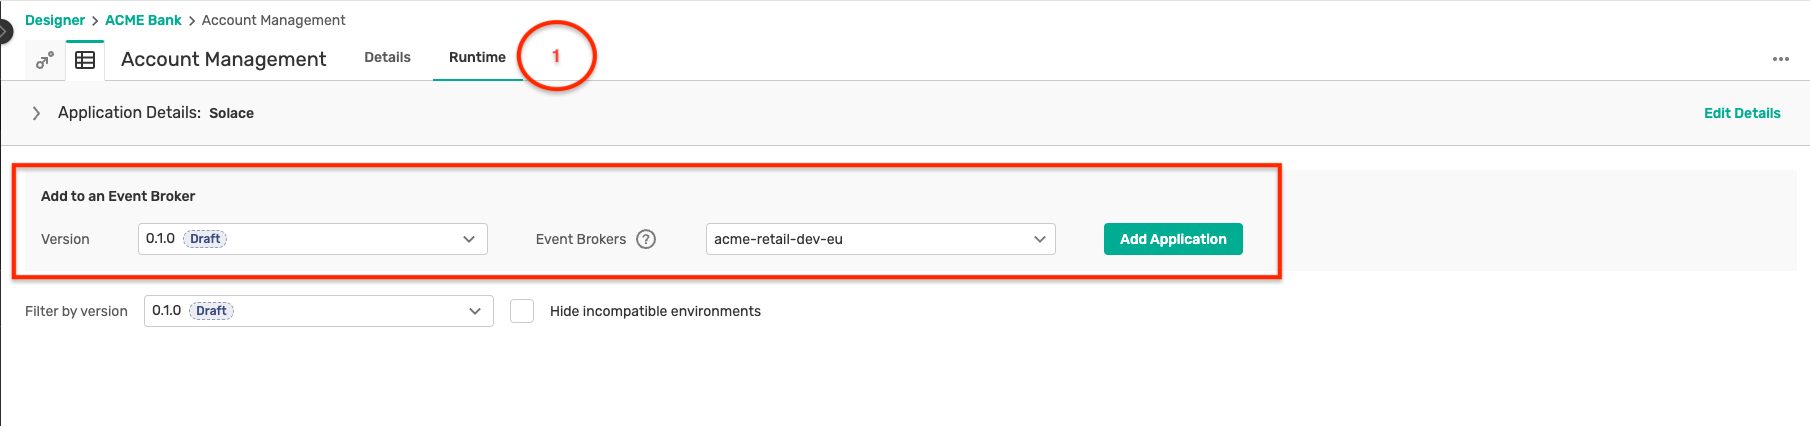 Designer > ACME Bank > Account Management
Account Management Details Runtime 1
Application Details: Solace Edit Details
Add to an Event Broker
Version 0.1.0 Draft Event Brokers ? acme-retail-dev-eu Add Application
Filter by version 0.1.0 Draft Hide incompatible environments